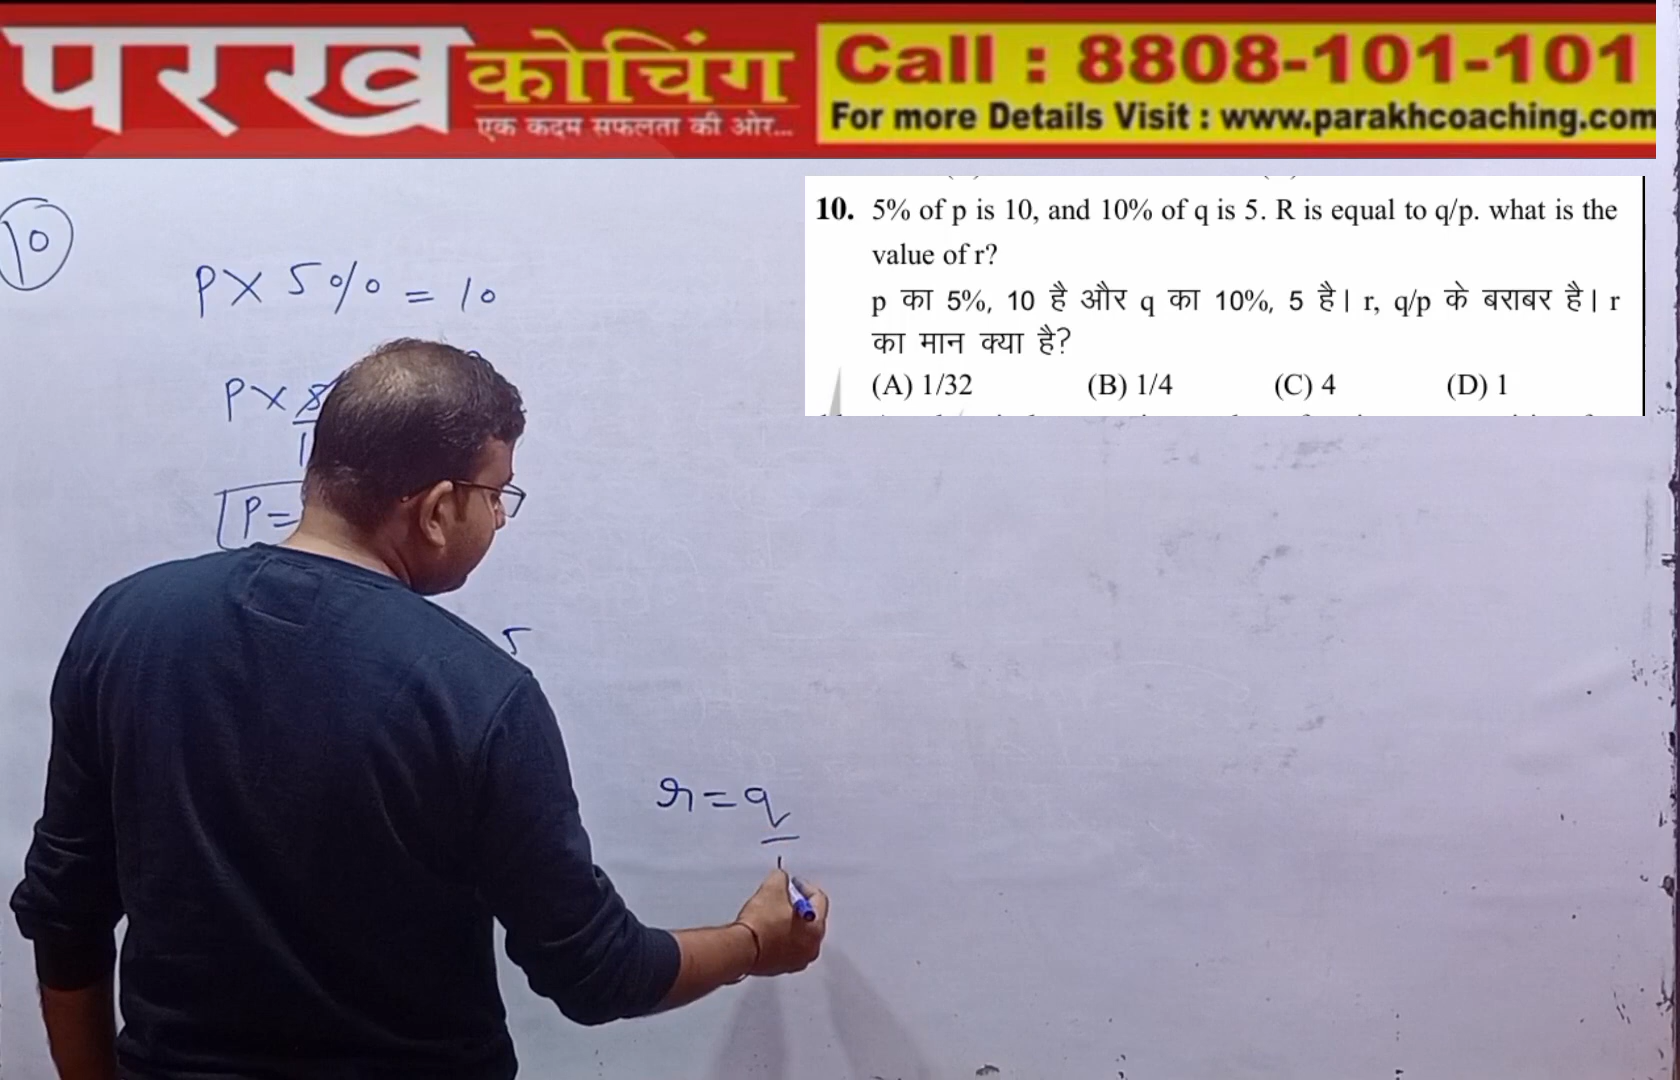 परख कोचिंग
एक कदम सफलता की ओर...
Call : 8808-101-101
For more Details Visit : www.parakhcoaching.com
10. 5% of p is 10, and 10% of q is 5. R is equal to q/p. what is the
value of r?
p का 5%, 10 है और q का 10%, 5 है। r, q/p के बराबर है। r
का मान क्या है?
(A) 1/32 (B) 1/4 (C) 4 (D) 1
10
P × 5% = 10
P ×
P =
5
r = q